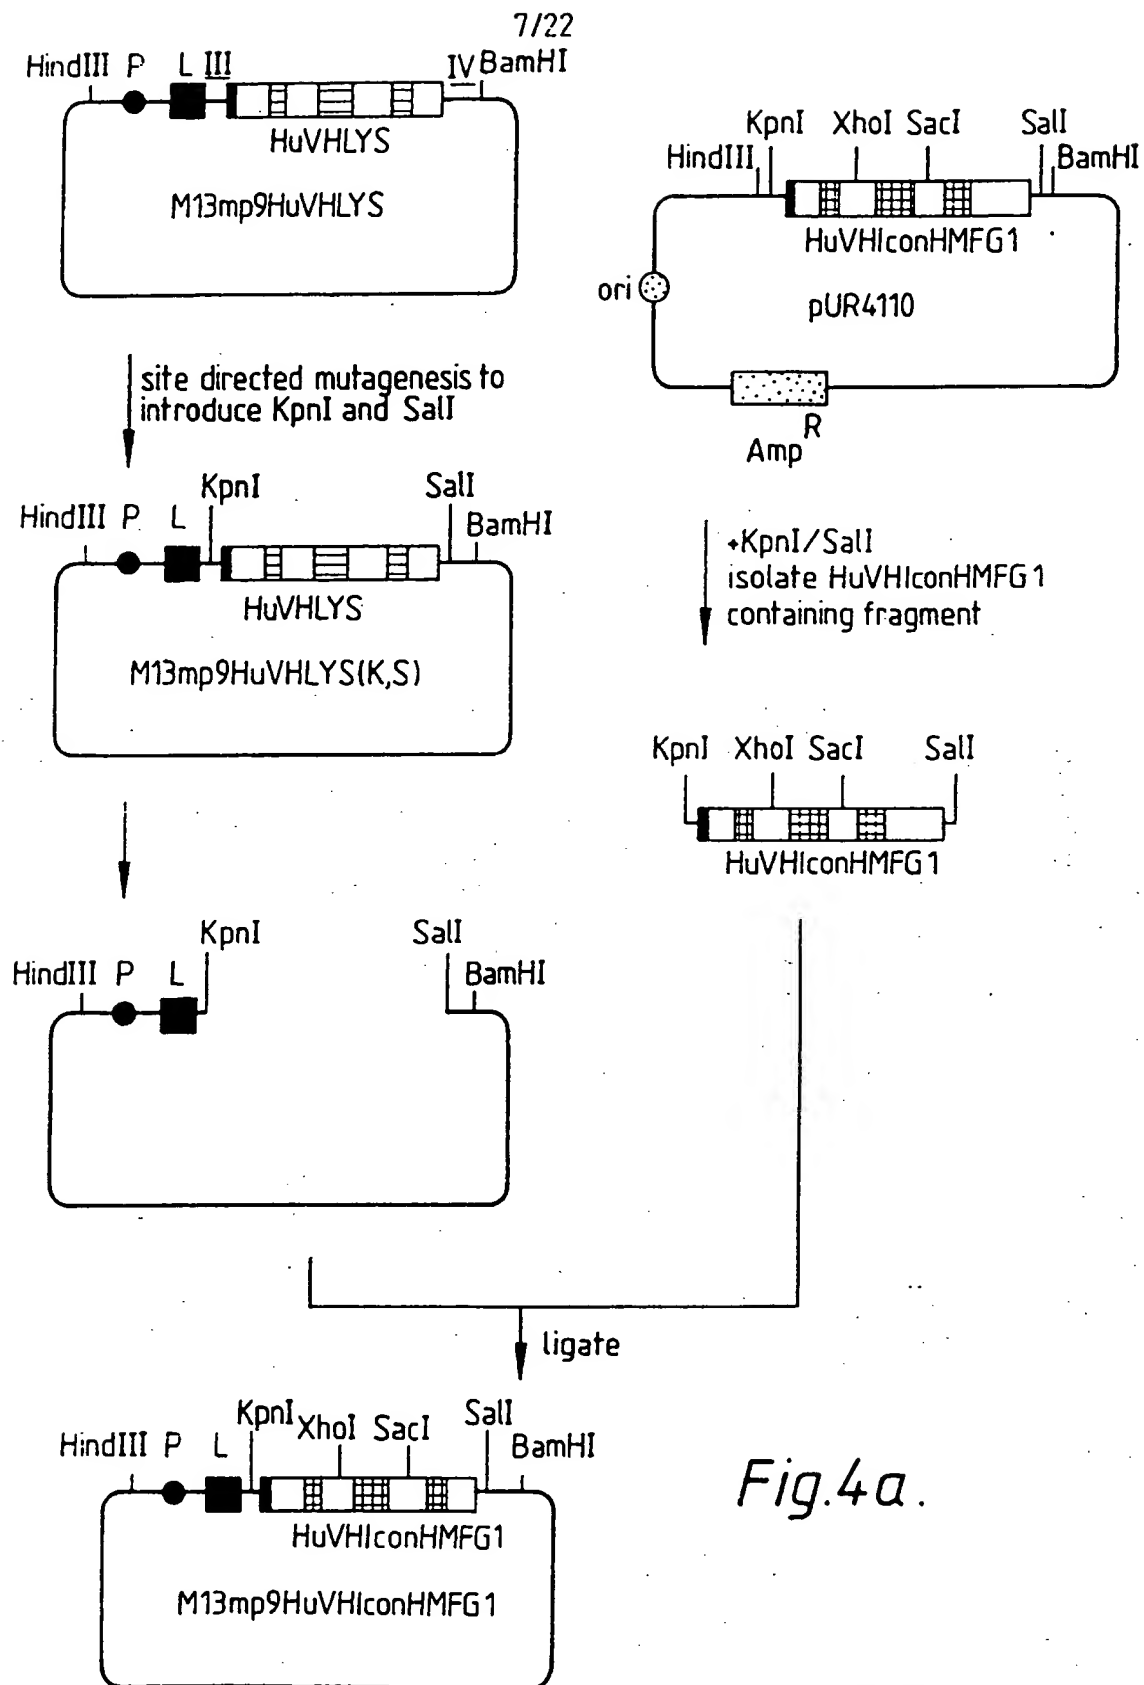 7/22
HindIII P L III IV BamHI
HuVHLYS
M13mp9HuVHLYS
site directed mutagenesis to
introduce KpnI and SalI
HindIII P L KpnI SalI BamHI
HuVHLYS
M13mp9HuVHLYS(K,S)
KpnI SalI
HindIII P L BamHI
KpnI XhoI SacI SalI
HindIII BamHI
HuVHIconHMFG1
ori
pUR4110
Amp R
+KpnI/SalI
isolate HuVHIconHMFG1
containing fragment
KpnI XhoI SacI SalI
HuVHIconHMFG1
ligate
KpnI XhoI SacI SalI
HindIII P L BamHI
HuVHIconHMFG1
M13mp9HuVHIconHMFG1
Fig.4a.